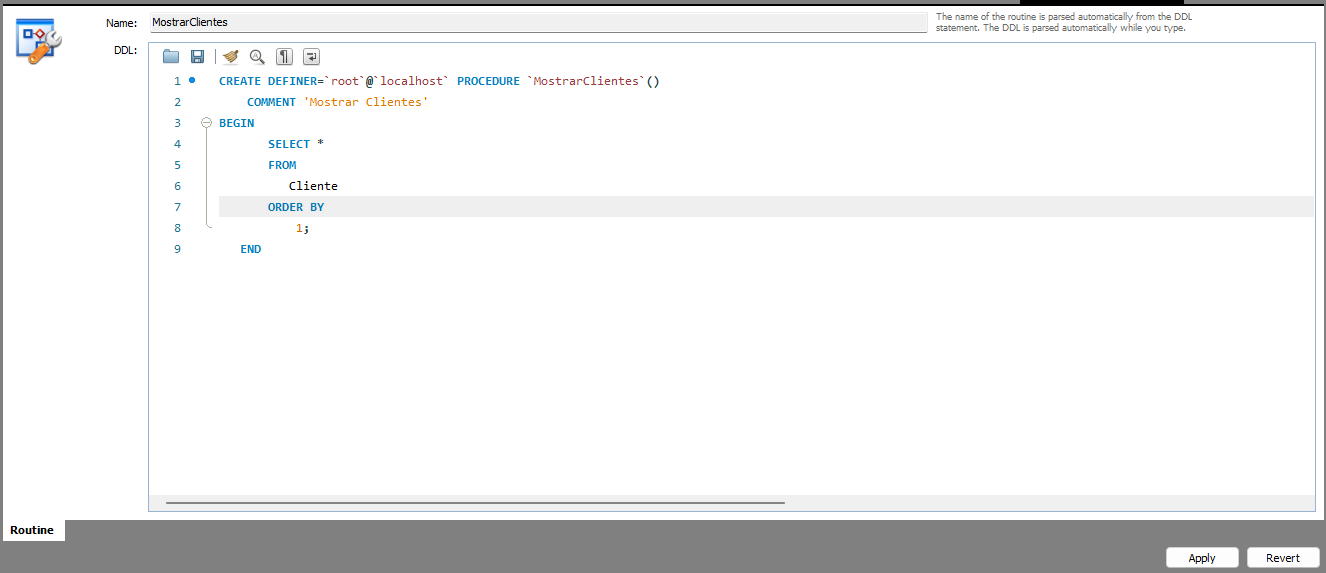 Name:
MostrarClientes
The name of the routine is parsed automatically from the DDL
statement. The DDL is parsed automatically while you type.
DDL:
1 CREATE DEFINER=`root`@`localhost` PROCEDURE `MostrarClientes`()
2 COMMENT 'Mostrar Clientes'
3 BEGIN
4 SELECT *
5 FROM
6 Cliente
7 ORDER BY
8 1;
9 END
Routine
Apply Revert